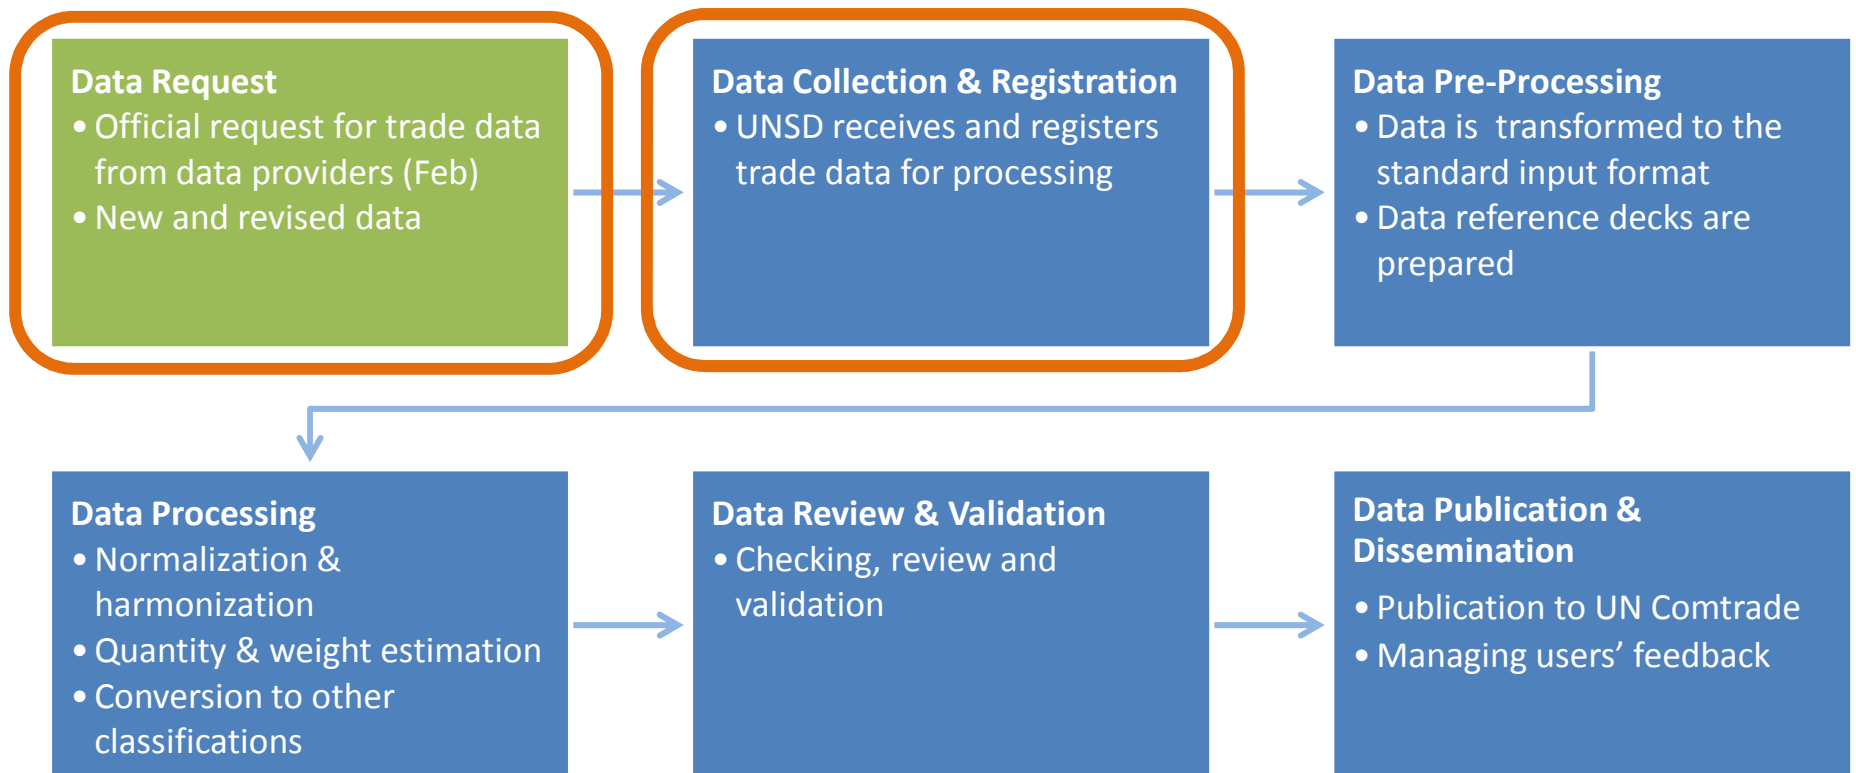 Data Request
• Official request for trade data
from data providers (Feb)
• New and revised data
Data Collection & Registration
• UNSD receives and registers
trade data for processing
Data Pre-Processing
• Data is  transformed to the
standard input format
• Data reference decks are
prepared
Data Processing
• Normalization &
harmonization
• Quantity & weight estimation
• Conversion to other
classifications
Data Review & Validation
• Checking, review and
validation
Data Publication &
Dissemination
• Publication to UN Comtrade
• Managing users’ feedback